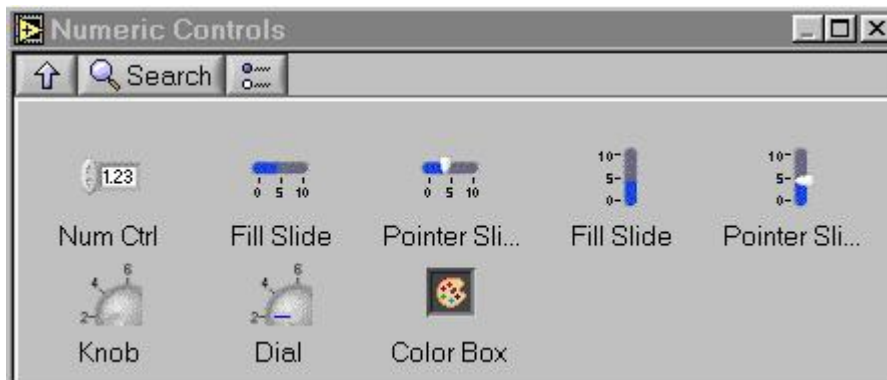 Numeric Controls
Search
1.23
0 5 10
0 5 10
10-
5-
0-
10-
5-
0-
Num Ctrl Fill Slide Pointer Sli... Fill Slide Pointer Sli...
6
4
2-
6
4
2-
Knob Dial Color Box